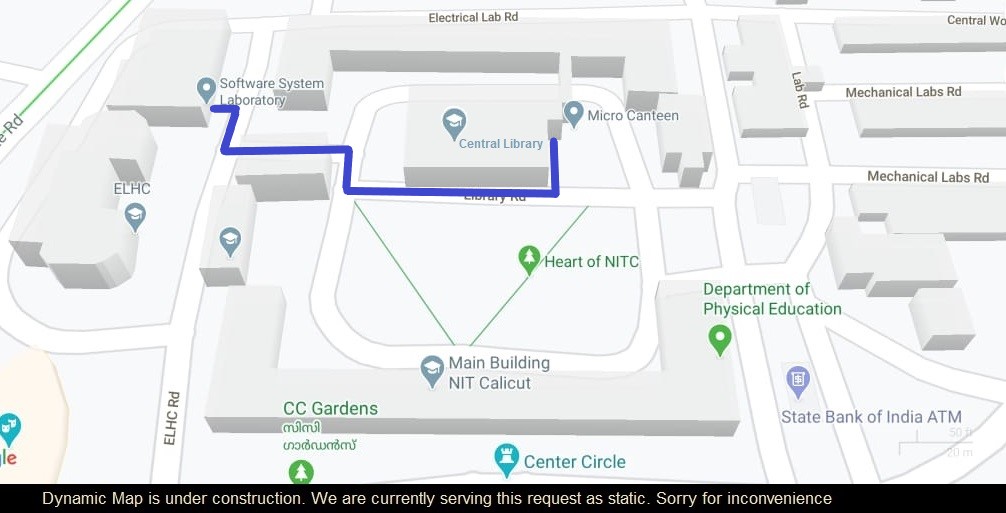 Electrical Lab Rd
Central Wo
Software System
Laboratory
Lab Rd
Mechanical Labs Rd
Micro Canteen
Central Library
e Rd
Mechanical Labs Rd
ELHC
Library Rd
Heart of NITC
Department of
Physical Education
Main Building
NIT Calicut
CC Gardens
സിസി
ഗാർഡൻസ്
ELHC Rd
State Bank of India ATM
50 ft
20 m
Center Circle
gle
Dynamic Map is under construction. We are currently serving this request as static. Sorry for inconvenience